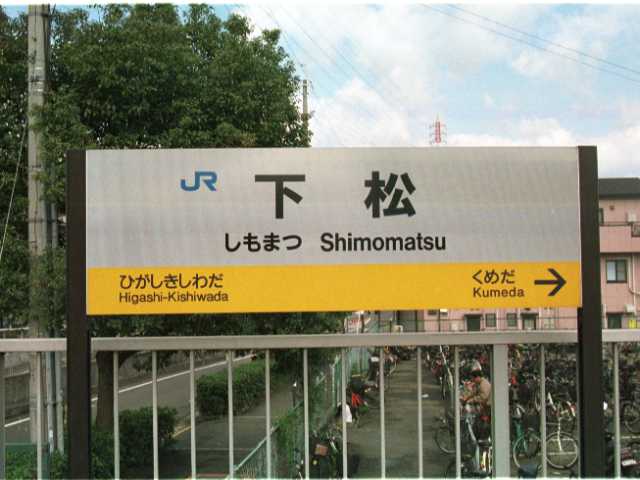 JR 下松
しもまつ Shimomatsu
ひがしきしわだ くめだ →
Higashi-Kishiwada Kumeda